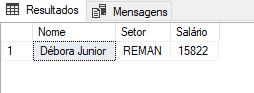 Resultados Mensagens
Nome Setor Salário
1 Débora Junior REMAN 15822